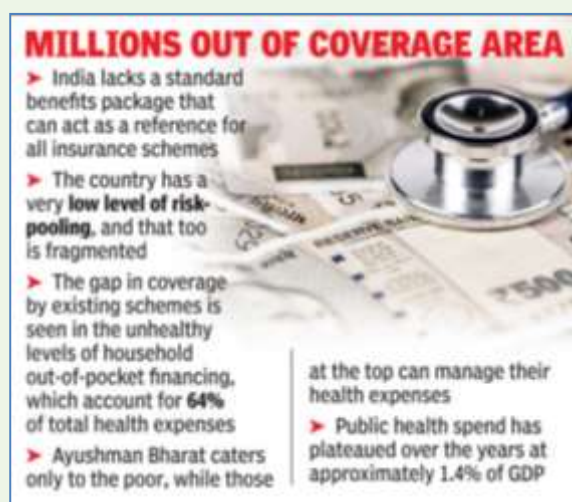 MILLIONS OUT OF COVERAGE AREA
➤ India lacks a standard
benefits package that
can act as a reference for
all insurance schemes
➤ The country has a
very low level of risk-
pooling, and that too
is fragmented
➤ The gap in coverage
by existing schemes is
seen in the unhealthy
levels of household
out-of-pocket financing,
which account for 64%
of total health expenses
➤ Ayushman Bharat caters
only to the poor, while those
at the top can manage their
health expenses
➤ Public health spend has
plateaued over the years at
approximately 1.4% of GDP
RESERVE BA
₹500